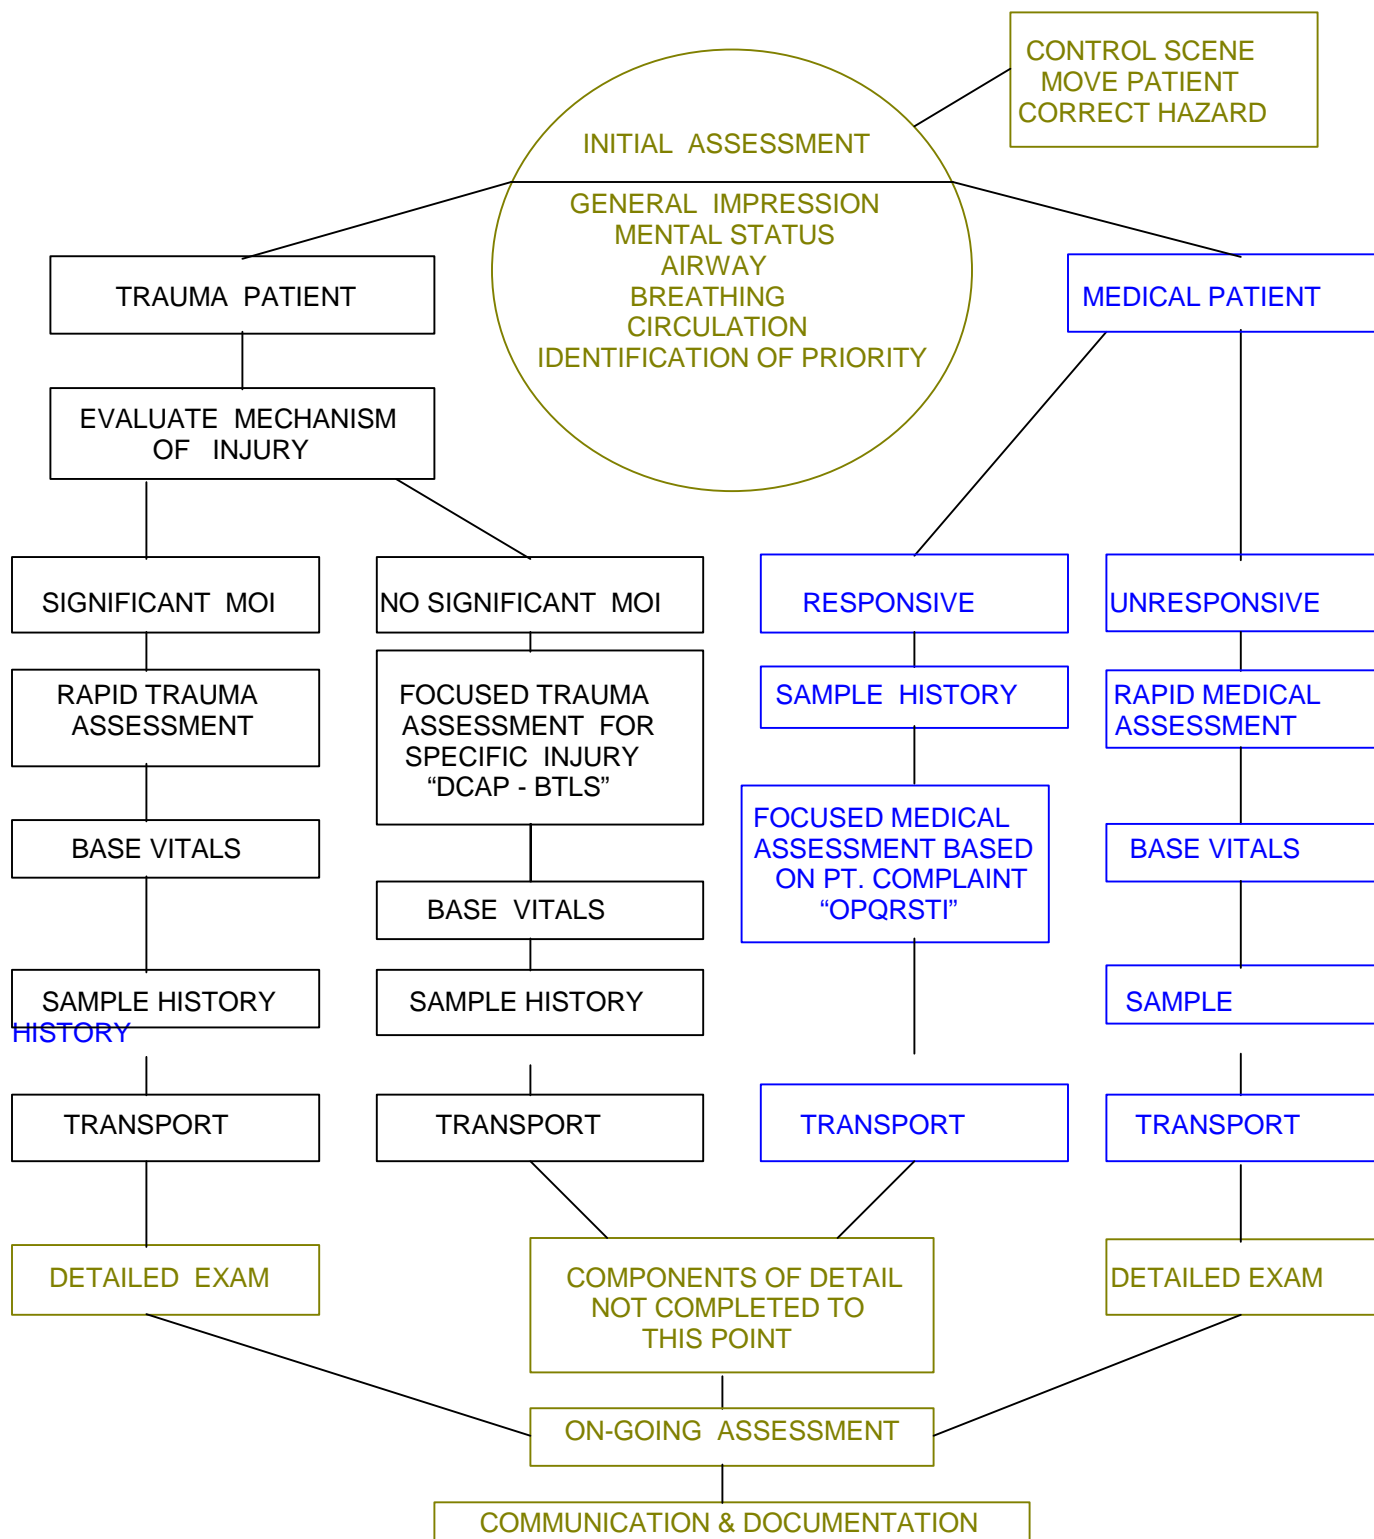 CONTROL SCENE
MOVE PATIENT
CORRECT HAZARD
INITIAL ASSESSMENT
GENERAL IMPRESSION
MENTAL STATUS
AIRWAY
BREATHING
CIRCULATION
IDENTIFICATION OF PRIORITY
TRAUMA PATIENT
MEDICAL PATIENT
EVALUATE MECHANISM
OF INJURY
SIGNIFICANT MOI
NO SIGNIFICANT MOI
RESPONSIVE
UNRESPONSIVE
RAPID TRAUMA
ASSESSMENT
FOCUSED TRAUMA
ASSESSMENT FOR
SPECIFIC INJURY
“DCAP - BTLS”
SAMPLE HISTORY
RAPID MEDICAL
ASSESSMENT
BASE VITALS
BASE VITALS
FOCUSED MEDICAL
ASSESSMENT BASED
ON PT. COMPLAINT
“OPQRSTI”
BASE VITALS
SAMPLE HISTORY
HISTORY
SAMPLE HISTORY
SAMPLE
TRANSPORT
TRANSPORT
TRANSPORT
TRANSPORT
DETAILED EXAM
COMPONENTS OF DETAIL
NOT COMPLETED TO
THIS POINT
DETAILED EXAM
ON-GOING ASSESSMENT
COMMUNICATION & DOCUMENTATION